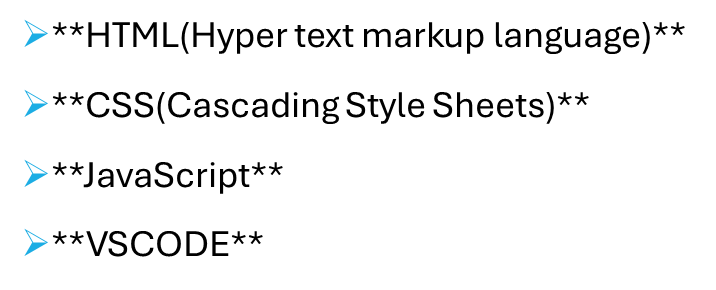 ➢**HTML(Hyper text markup language)**
➢**CSS(Cascading Style Sheets)**
➢**JavaScript**
➢**VSCODE**